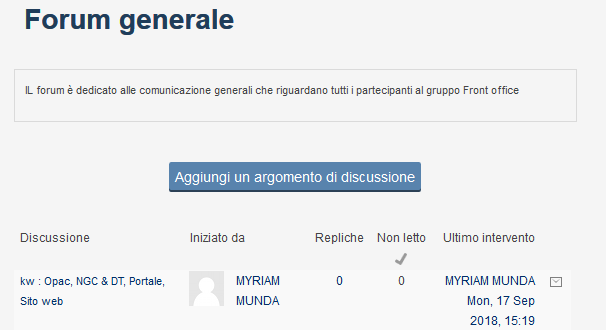 Forum generale
IL forum è dedicato alle comunicazione generali che riguardano tutti i partecipanti al gruppo Front office
Aggiungi un argomento di discussione
Discussione Iniziato da Repliche Non letto Ultimo intervento
kw : Opac, NGC & DT, Portale, MYRIAM 0 0 MYRIAM MUNDA
Sito web MUNDA Mon, 17 Sep
2018, 15:19